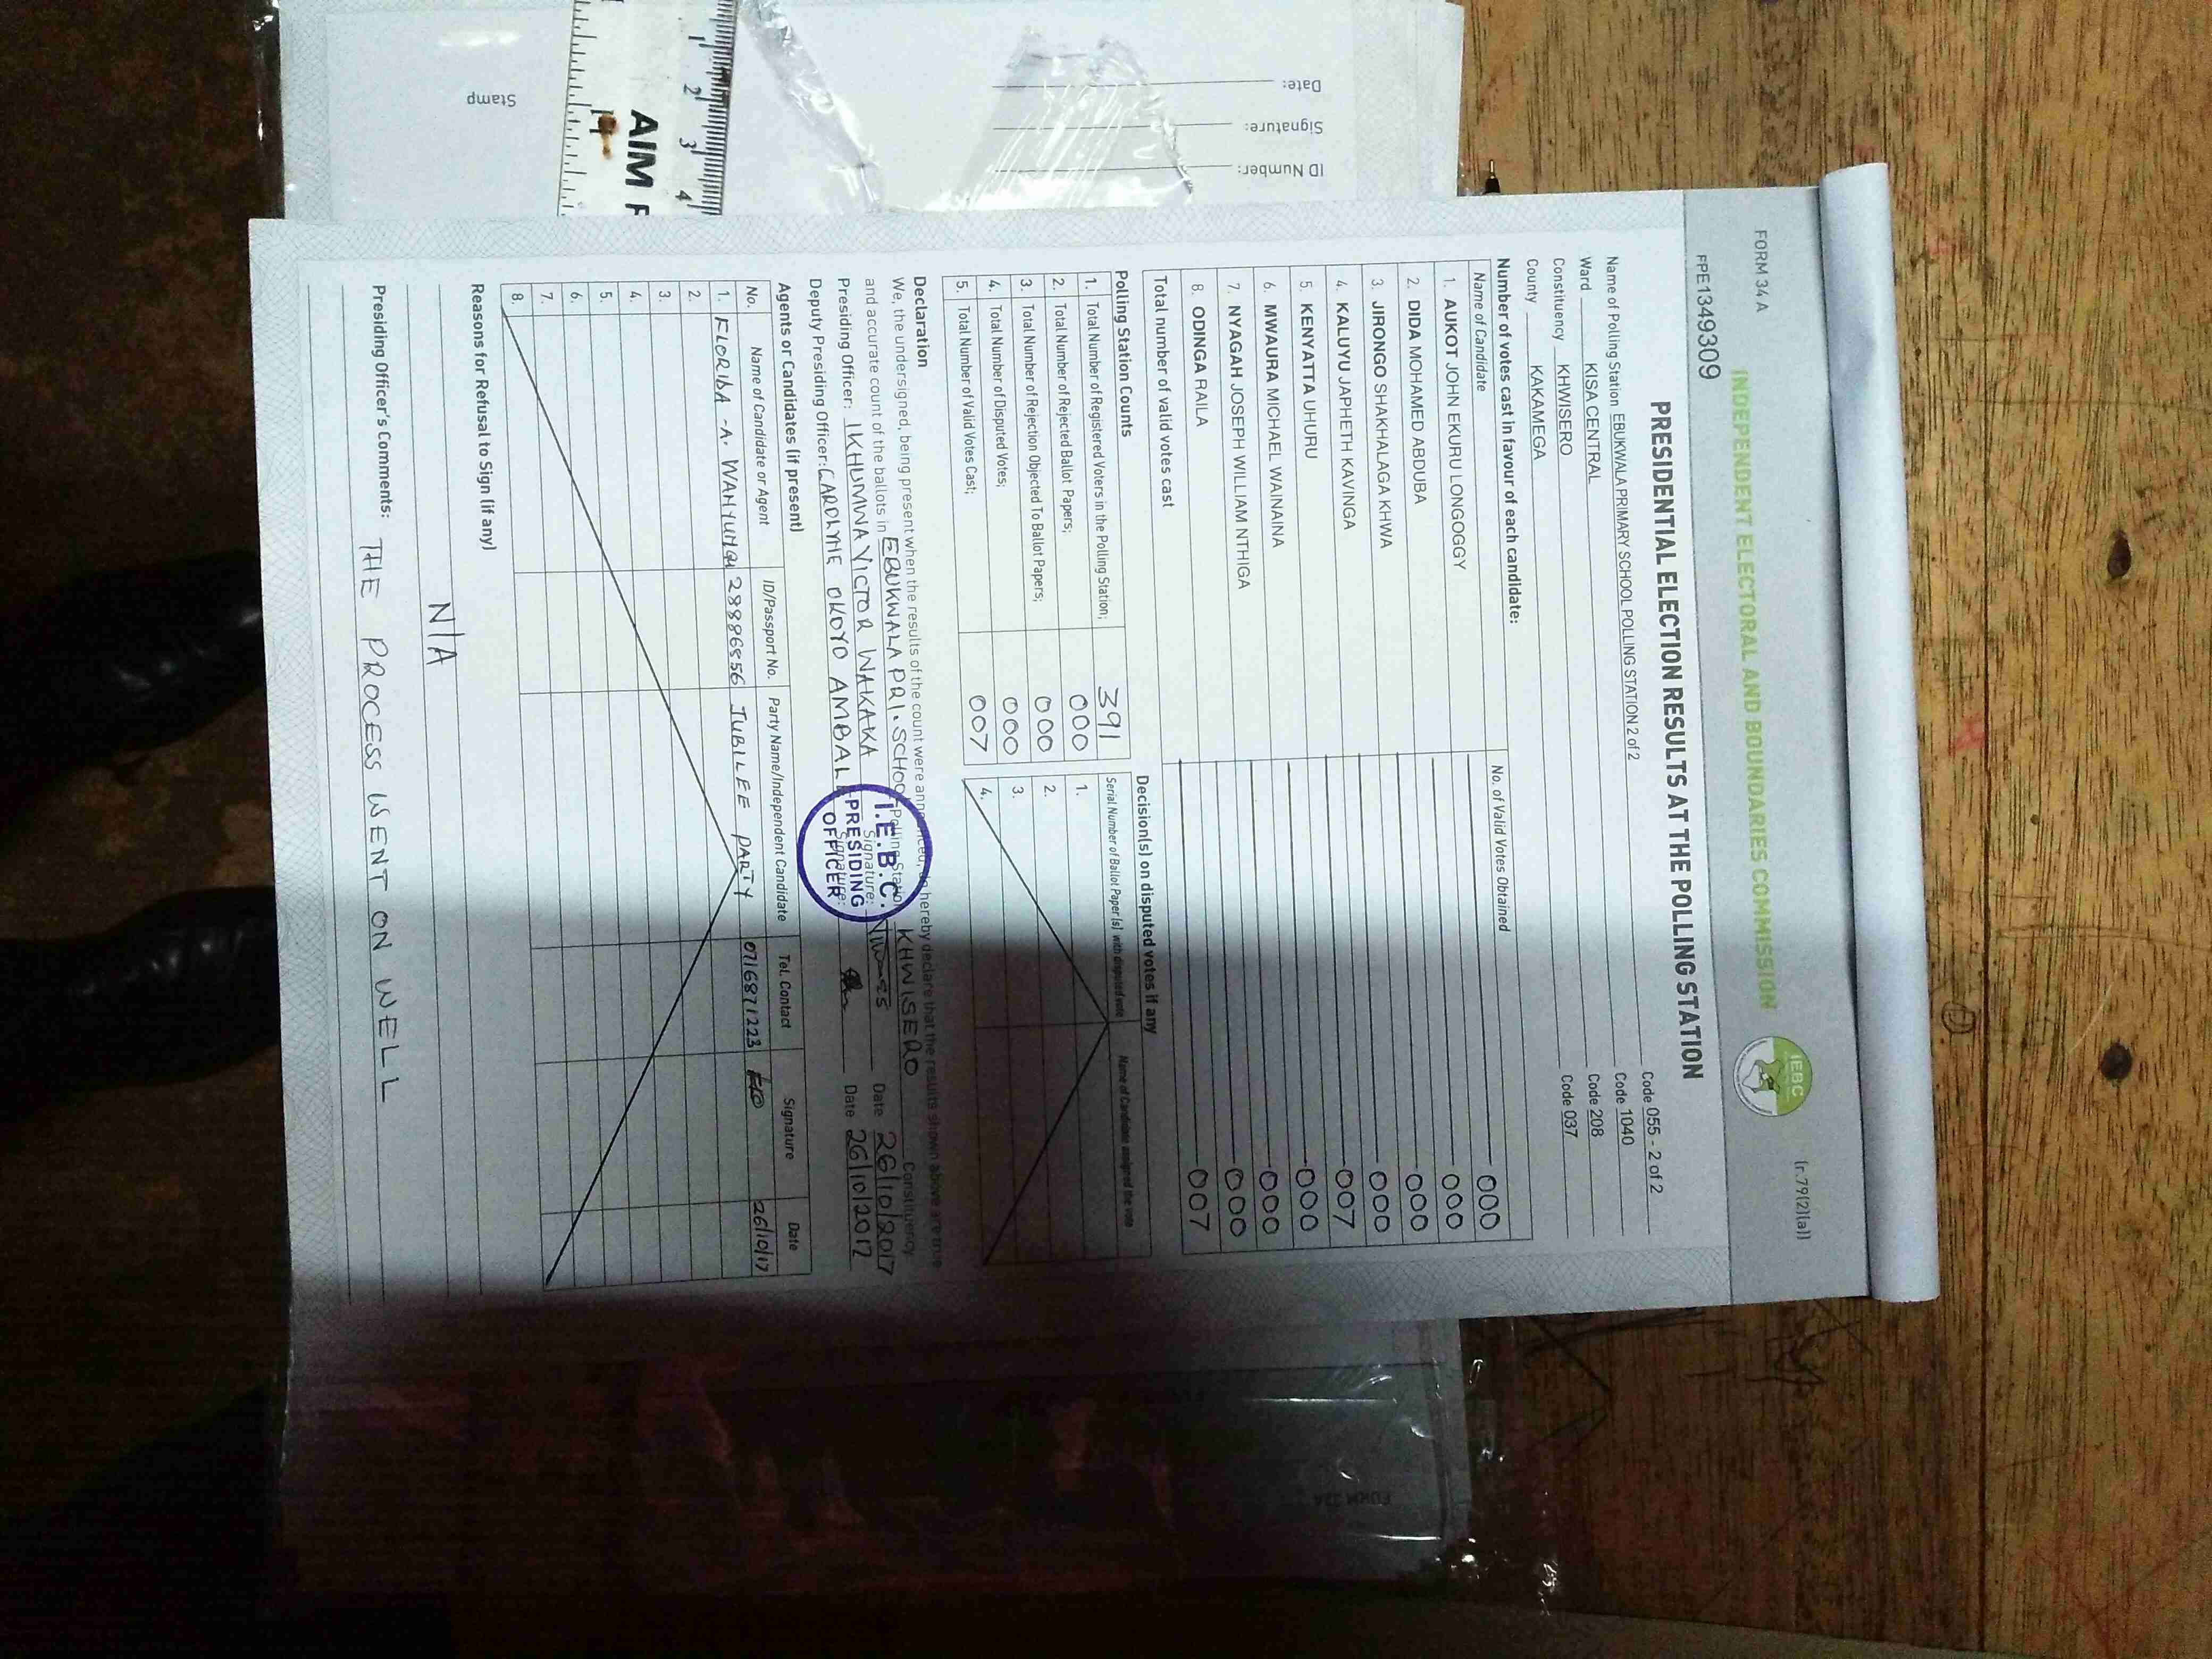 FORM 34 A
(r.79(2)(a))
INDEPENDENT ELECTORAL AND BOUNDARIES COMMISSION
IEBC
FPE1349309
PRESIDENTIAL ELECTION RESULTS AT THE POLLING STATION
Name of Polling Station EBUKWALA PRIMARY SCHOOL POLLING STATION 2 of 2 Code 055 - 2 of 2
Ward KISA CENTRAL Code 1040
Constituency KHWISERO Code 208
County KAKAMEGA Code 037
Number of votes cast in favour of each candidate:
Name of Candidate No. of Valid Votes Obtained
1. AUKOT JOHN EKURU LONGOGGY 000
2. DIDA MOHAMED ABDUBA 000
3. JIRONGO SHAKHALAGA KHWA 000
4. KALUYU JAPHETH KAVINGA 000
5. KENYATTA UHURU 007
6. MWAURA MICHAEL WAINAINA 000
7. NYAGAH JOSEPH WILLIAM NTHIGA 000
8. ODINGA RAILA 000
Total number of valid votes cast 007
Polling Station Counts
1. Total Number of Registered Voters in the Polling Station; 391
2. Total Number of Rejected Ballot Papers; 000
3. Total Number of Rejection Objected To Ballot Papers; 000
4. Total Number of Disputed Votes; 000
5. Total Number of Valid Votes Cast; 007
Decision(s) on disputed votes if any
Serial Number of Ballot Paper(s) with disputed vote Name of Candidate assigned the vote
1.
2.
3.
4.
Declaration
We, the undersigned, being present when the results of the count were announced, do hereby declare that the results shown above are true
and accurate count of the ballots in EBUKWALA PRI. SCHOOL Polling Station KHWISERO Constituency
Presiding Officer: IKHUMWA VICTOR WAKAKA Signature: Date 26/10/2017
Deputy Presiding Officer: CAROLYNE OKOYO AMBALE Signature: Date 26/10/2017
I.E.B.C.
PRESIDING
OFFICER
Agents or Candidates (if present)
No. Name of Candidate or Agent ID/Passport No. Party Name/Independent Candidate Tel. Contact Signature Date
1. 28886856 JUBILEE PARTY 0716871223 26/10/17
2.
3.
4.
5.
6.
7.
8.
Reasons for Refusal to Sign (if any)
N/A
Presiding Officer's Comments: THE PROCESS WENT ON WELL
ID Number:
Signature:
Date:
Stamp
1 2 3 4
AIM
1
FORM 32A